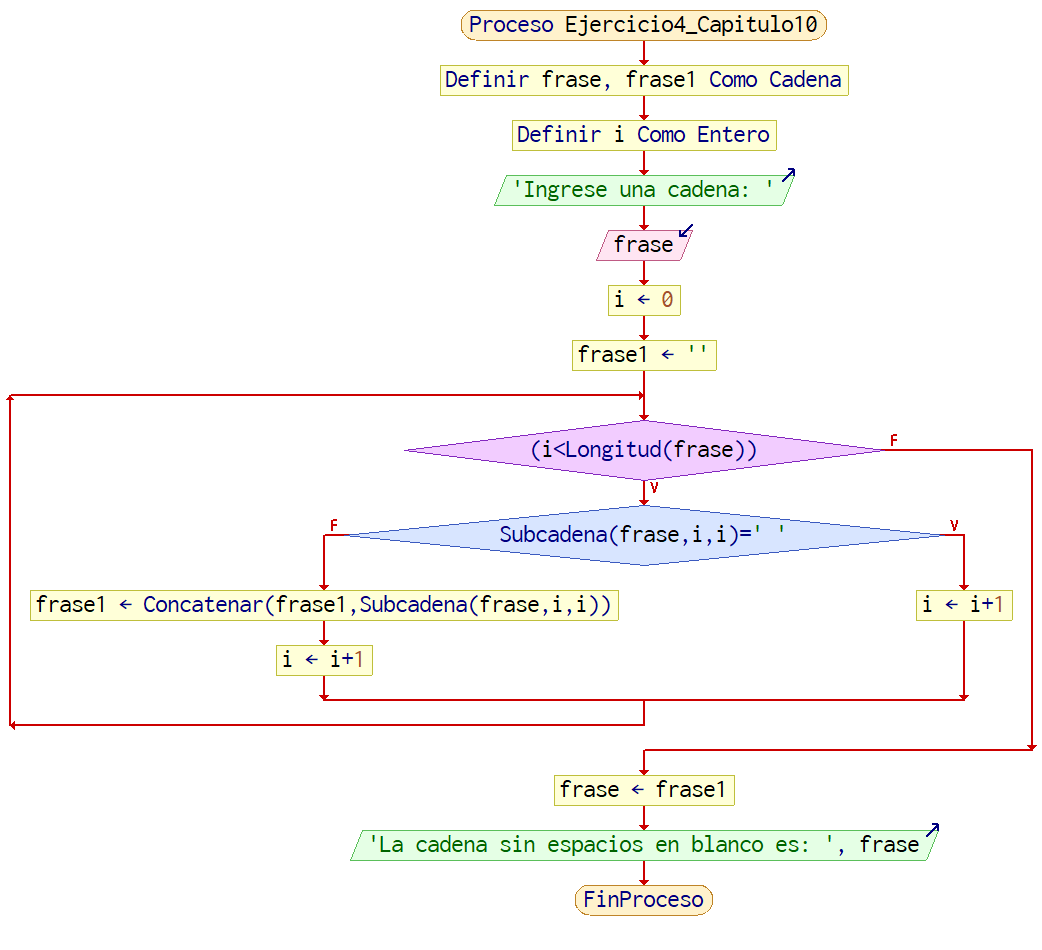 Proceso Ejercicio4_Capitulo10
Definir frase, frase1 Como Cadena
Definir i Como Entero
'Ingrese una cadena: '
frase
i ← 0
frase1 ← ''
(i<Longitud(frase))
F
V
Subcadena(frase,i,i)=' '
F
V
frase1 ← Concatenar(frase1,Subcadena(frase,i,i))
i ← i+1
i ← i+1
frase ← frase1
'La cadena sin espacios en blanco es: ', frase
FinProceso